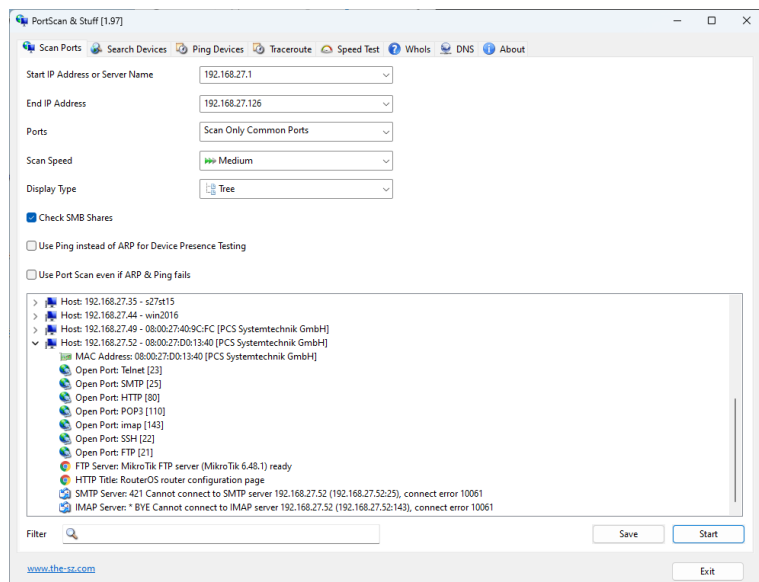 PortScan & Stuff [1.97]
Scan Ports Search Devices Ping Devices Traceroute Speed Test WhoIs DNS About
Start IP Address or Server Name 192.168.27.1
End IP Address 192.168.27.126
Ports Scan Only Common Ports
Scan Speed Medium
Display Type Tree
Check SMB Shares
Use Ping instead of ARP for Device Presence Testing
Use Port Scan even if ARP & Ping fails
Host: 192.168.27.35 - s27st15
Host: 192.168.27.44 - win2016
Host: 192.168.27.49 - 08:00:27:40:9C:FC [PCS Systemtechnik GmbH]
Host: 192.168.27.52 - 08:00:27:D0:13:40 [PCS Systemtechnik GmbH]
MAC Address: 08:00:27:D0:13:40 [PCS Systemtechnik GmbH]
Open Port: Telnet [23]
Open Port: SMTP [25]
Open Port: HTTP [80]
Open Port: POP3 [110]
Open Port: imap [143]
Open Port: SSH [22]
Open Port: FTP [21]
FTP Server: MikroTik FTP server (MikroTik 6.48.1) ready
HTTP Title: RouterOS router configuration page
SMTP Server: 421 Cannot connect to SMTP server 192.168.27.52 (192.168.27.52:25), connect error 10061
IMAP Server: * BYE Cannot connect to IMAP server 192.168.27.52 (192.168.27.52:143), connect error 10061
Filter Save Start
www.the-sz.com Exit